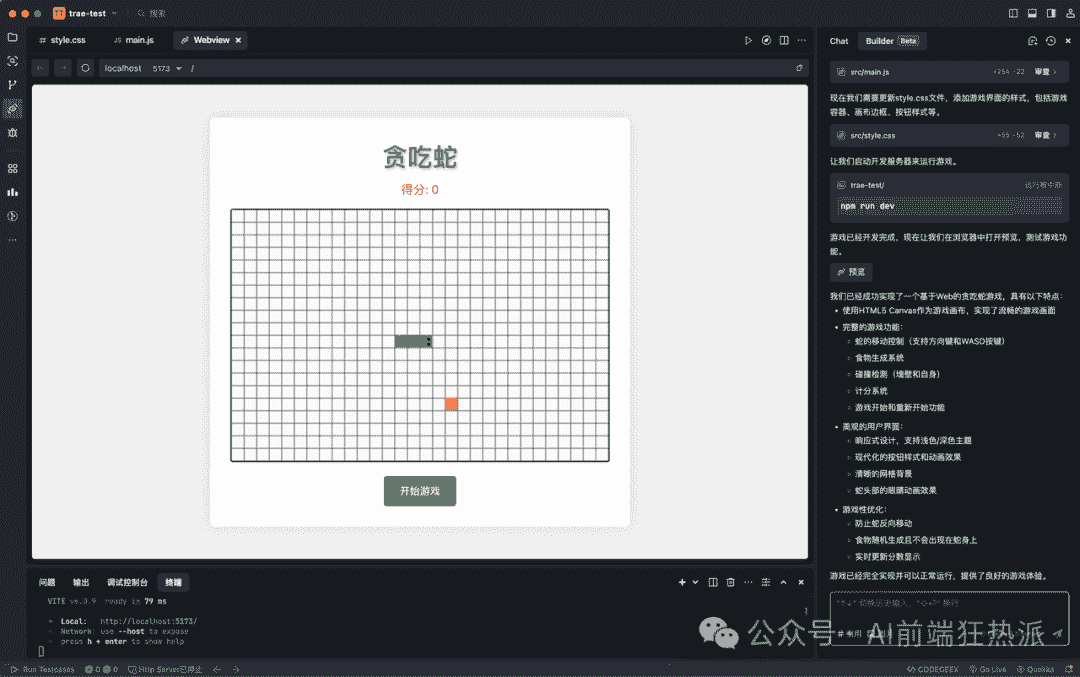 trae-test
搜索
style.css
JS main.js
Webview
localhost 5173 /
贪吃蛇
得分: 0
开始游戏
问题 输出 调试控制台 终端
VITE v6.0.9 ready in 79 ms
Local: http://localhost:5173/
Network: use --host to expose
press h + enter to show help
Chat Builder Beta
src/main.js +254 -22 审查
现在我们需要更新style.css文件，添加游戏界面的样式，包括游戏
容器、画布边框、按钮样式等。
src/style.css +55 -52 审查
让我们启动开发服务器来运行游戏。
trae-test/
npm run dev
游戏已经开发完成，现在让我们在浏览器中打开预览，测试游戏功
能。
预览
我们已经成功实现了一个基于Web的贪吃蛇游戏，具有以下特点：
• 使用HTML5 Canvas作为游戏画布，实现了流畅的游戏画面
• 完整的游戏功能：
蛇的移动控制（支持方向键和WASD按键）
食物生成系统
碰撞检测（墙壁和自身）
计分系统
游戏开始和重新开始功能
• 美观的用户界面：
响应式设计，支持浅色/深色主题
现代化的按钮样式和动画效果
清晰的网格背景
蛇头部的眼睛动画效果
• 游戏性优化：
防止蛇反向移动
食物随机生成且不会出现在蛇身上
实时更新分数显示
游戏已经完全实现并可以正常运行，提供了良好的游戏体验。
公众号 AI前端狂热派
Run Testcases 0 0 Http Server已停止
CODEGEEX Go Live Quokka